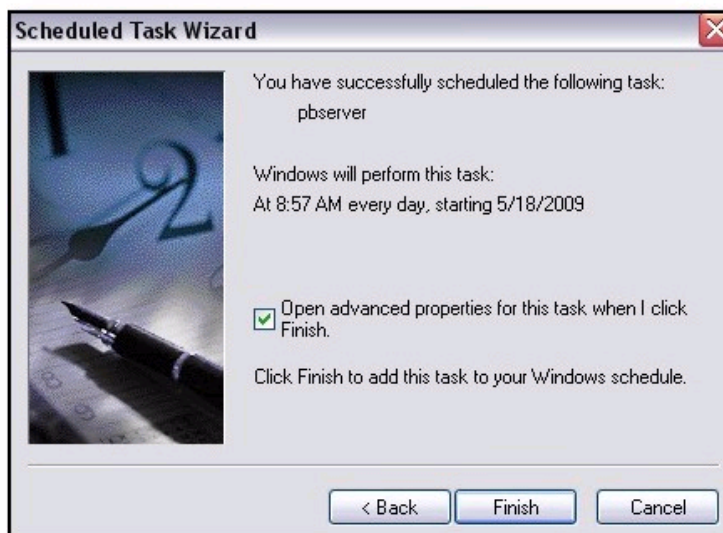 Scheduled Task Wizard
You have successfully scheduled the following task:
pbserver
Windows will perform this task:
At 8:57 AM every day, starting 5/18/2009
Open advanced properties for this task when I click
Finish.
Click Finish to add this task to your Windows schedule.
< Back
Finish
Cancel